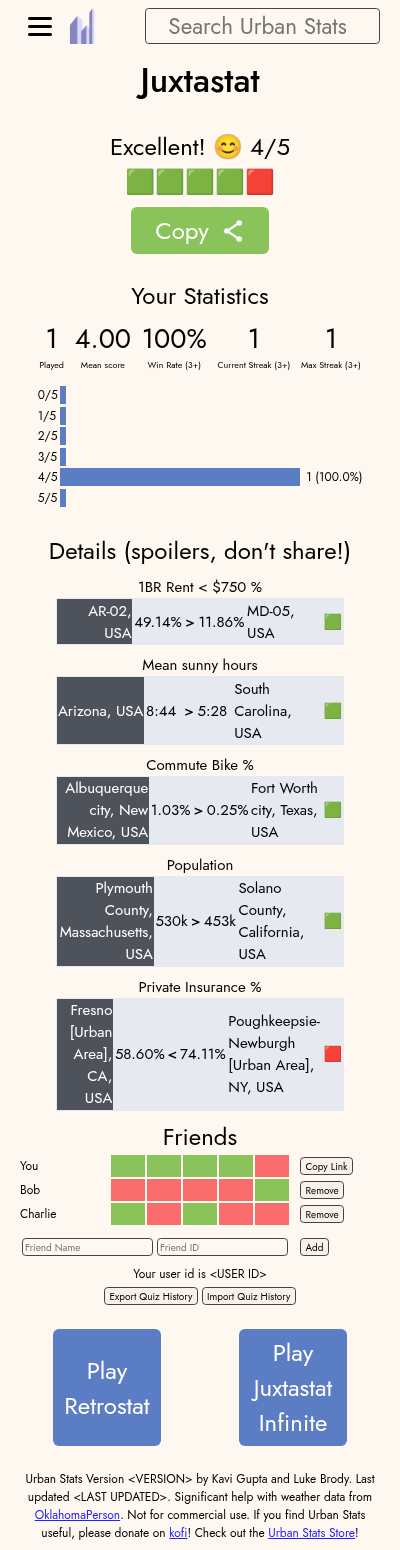 Search Urban Stats
Juxtastat
Excellent! 😊 4/5
🟩🟩🟩🟩🟥
Copy
Your Statistics
1 4.00 100% 1 1
Played Mean score Win Rate (3+) Current Streak (3+) Max Streak (3+)
0/5
1/5
2/5
3/5
4/5 1 (100.0%)
5/5
Details (spoilers, don't share!)
1BR Rent < $750 %
AR-02,
USA
49.14% > 11.86%
MD-05,
USA
🟩
Mean sunny hours
Arizona, USA
8:44 > 5:28
South
Carolina,
USA
🟩
Commute Bike %
Albuquerque
city, New
Mexico, USA
1.03% > 0.25%
Fort Worth
city, Texas,
USA
🟩
Population
Plymouth
County,
Massachusetts,
USA
530k > 453k
Solano
County,
California,
USA
🟩
Private Insurance %
Fresno
[Urban
Area],
CA,
USA
58.60% < 74.11%
Poughkeepsie-
Newburgh
[Urban Area],
NY, USA
🟥
Friends
You Copy Link
Bob Remove
Charlie Remove
Friend Name Friend ID Add
Your user id is <USER ID>
Export Quiz History Import Quiz History
Play
Retrostat
Play
Juxtastat
Infinite
Urban Stats Version <VERSION> by Kavi Gupta and Luke Brody. Last
updated <LAST UPDATED>. Significant help with weather data from
OklahomaPerson. Not for commercial use. If you find Urban Stats
useful, please donate on kofi! Check out the Urban Stats Store!